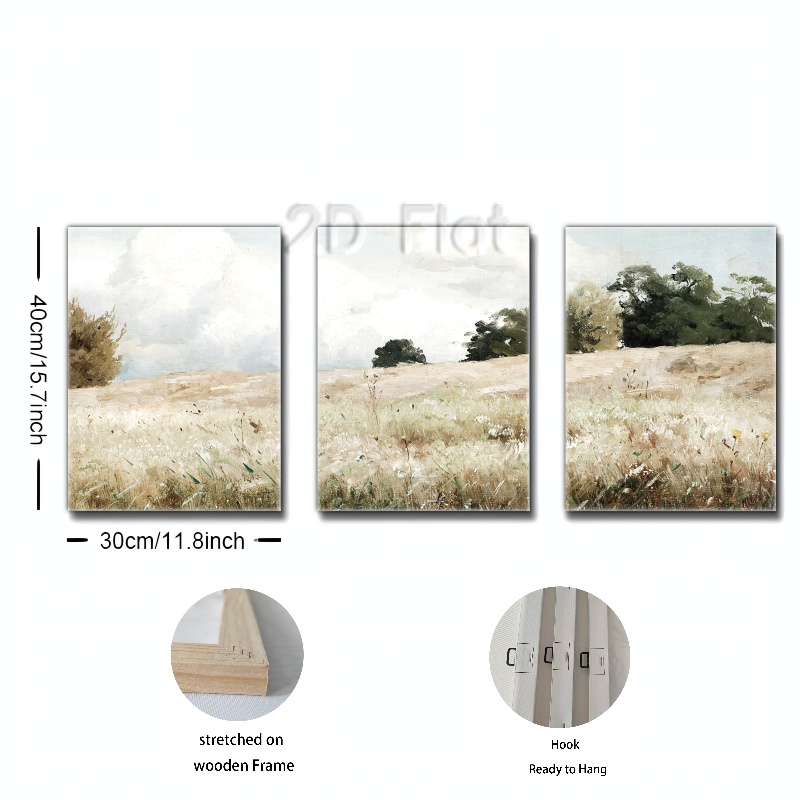 2D Flat
40cm/15.7inch
30cm/11.8inch
stretched on
wooden Frame
Hook
Ready to Hang